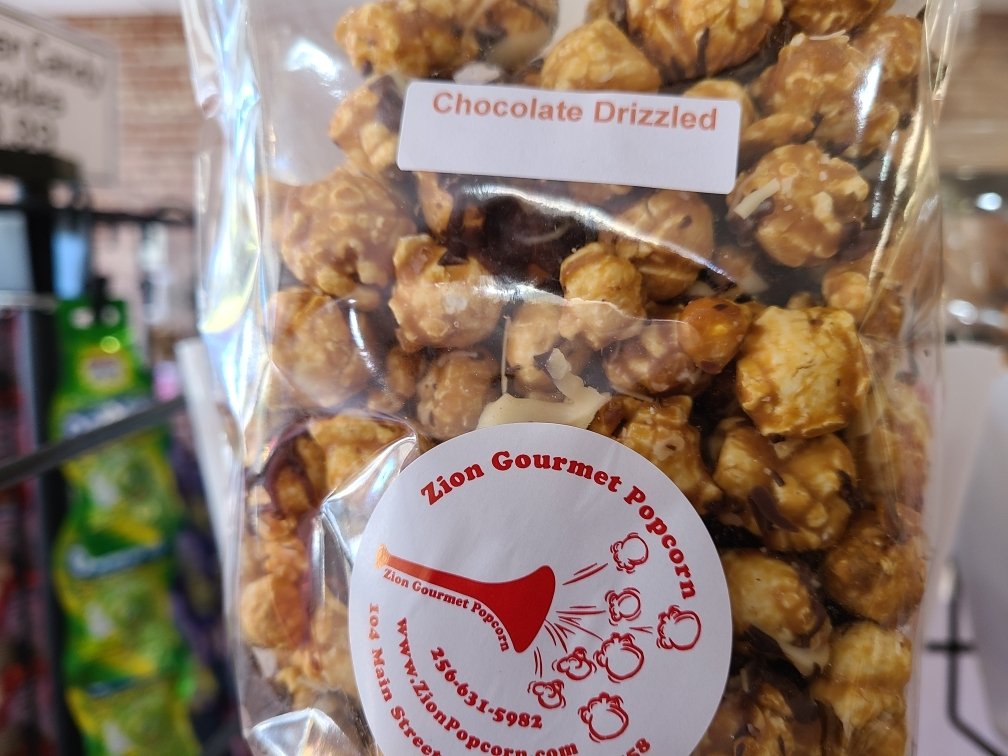 Chocolate Drizzled
Zion Gourmet Popcorn
Zion Gourmet Popcorn
256-631-5982
www.ZionPopcorn.com
104 Main Street